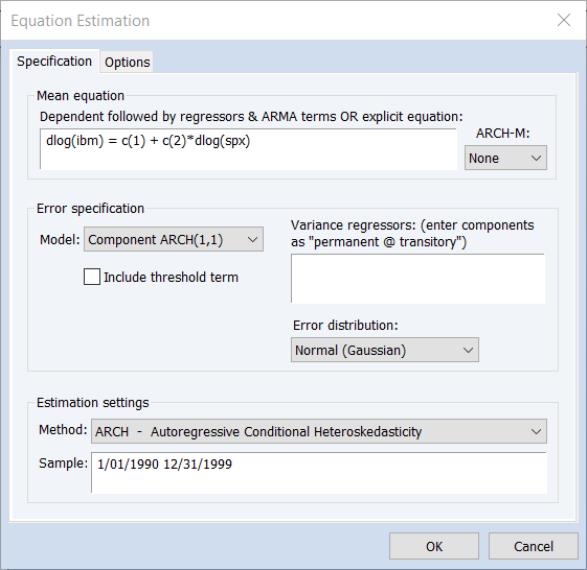 Equation Estimation
Specification
Options
Mean equation
Dependent followed by regressors & ARMA terms OR explicit equation:
dlog(ibm) = c(1) + c(2)*dlog(spx)
ARCH-M:
None
Error specification
Model:
Component ARCH(1,1)
Include threshold term
Variance regressors: (enter components
as "permanent @ transitory")
Error distribution:
Normal (Gaussian)
Estimation settings
Method:
ARCH - Autoregressive Conditional Heteroskedasticity
Sample:
1/01/1990 12/31/1999
OK
Cancel